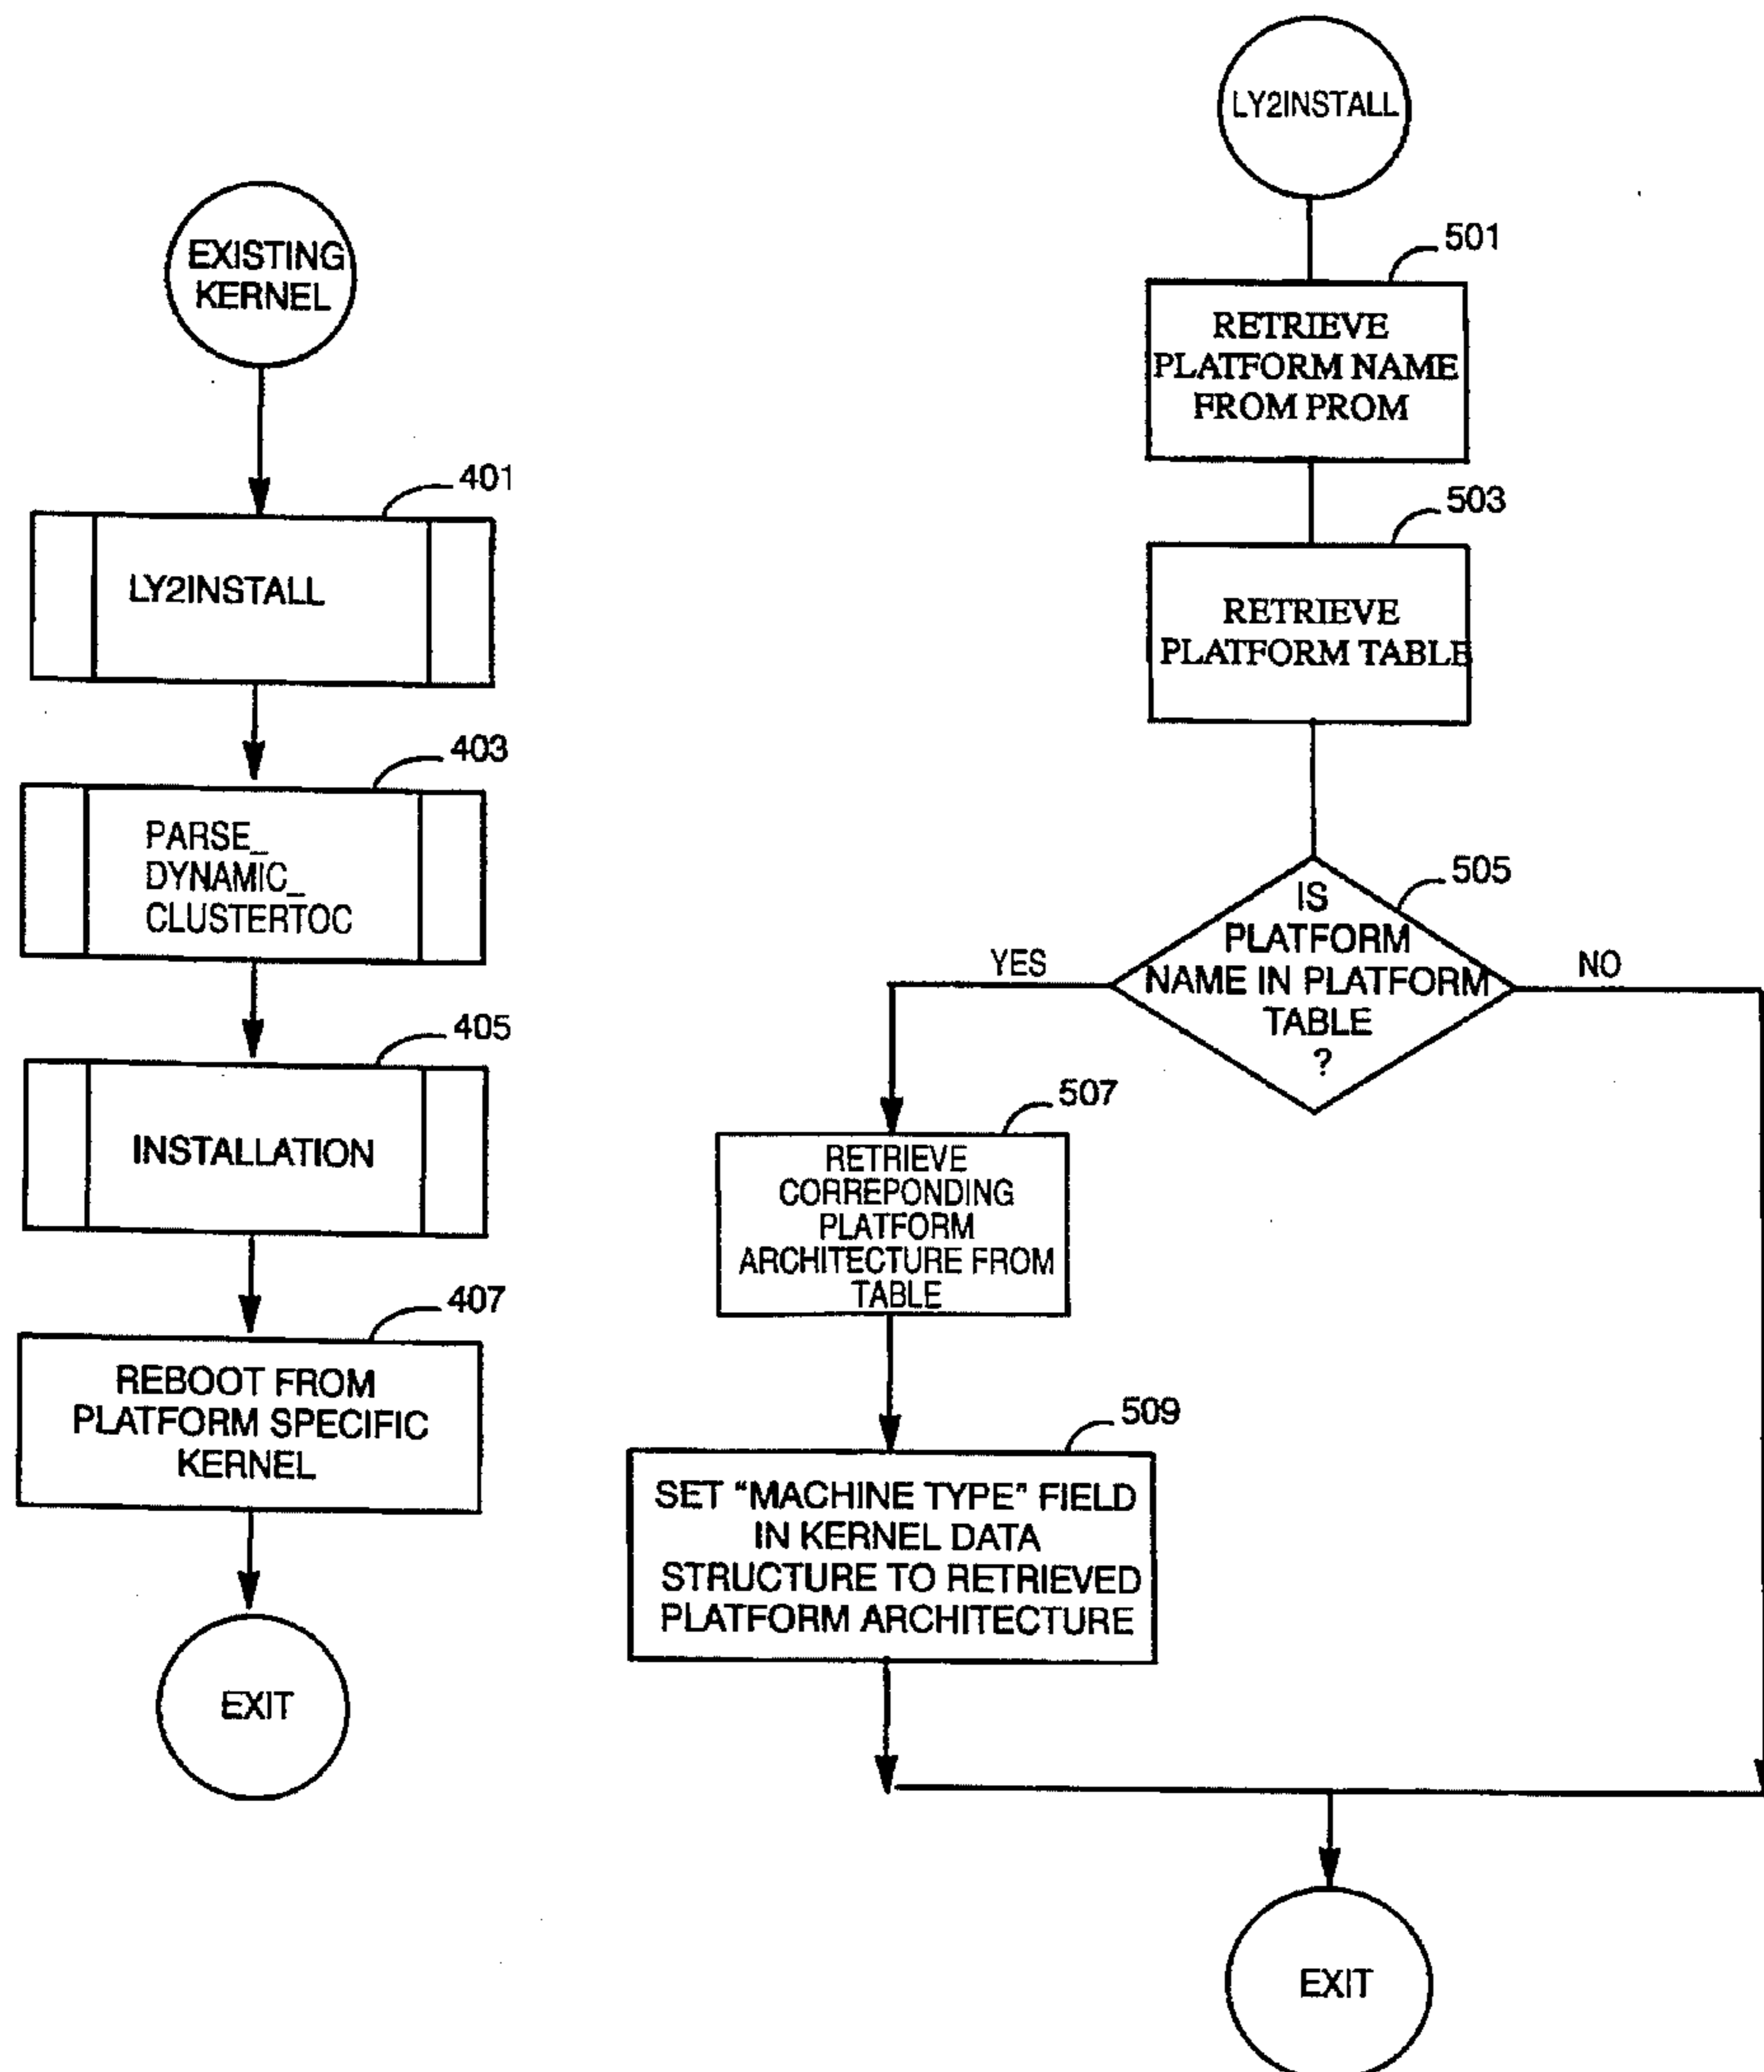 EXISTING
KERNEL
401
LY2INSTALL
403
PARSE_
DYNAMIC_
CLUSTERTOC
405
INSTALLATION
407
REBOOT FROM
PLATFORM SPECIFIC
KERNEL
EXIT
LY2INSTALL
501
RETRIEVE
PLATFORM NAME
FROM PROM
503
RETRIEVE
PLATFORM TABLE
505
IS
PLATFORM
NAME IN PLATFORM
TABLE
?
YES
NO
507
RETRIEVE
CORREPONDING
PLATFORM
ARCHITECTURE FROM
TABLE
509
SET "MACHINE TYPE" FIELD
IN KERNEL DATA
STRUCTURE TO RETRIEVED
PLATFORM ARCHITECTURE
EXIT